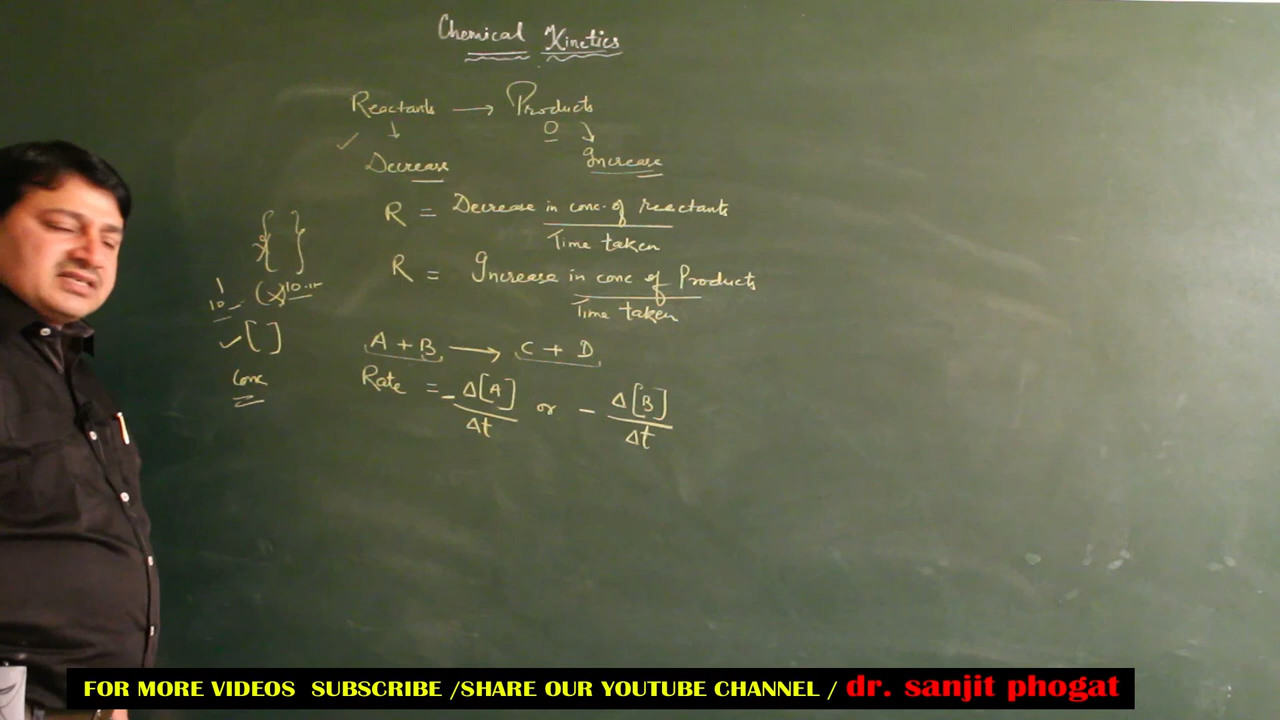 Chemical Kinetics
Reactants → Products
↓ 0 ↘
✓ Decrease Increase
R = Decrease in conc. of reactants
Time taken
{ }
R = Increase in conc of Products
Time taken
✓ [ ]
A + B → C + D
Conc
Rate = - Δ[A] or - Δ[B]
Δt Δt
FOR MORE VIDEOS SUBSCRIBE /SHARE OUR YOUTUBE CHANNEL / dr. sanjit phogat